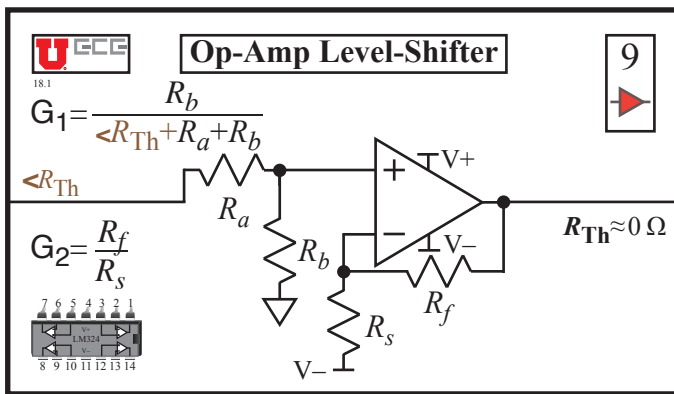 U ECE
18.1
Op-Amp Level-Shifter
9
G1= Rb / <RTh+Ra+Rb
<RTh
Ra
Rb
+
V+
−
V−
RTh≈0 Ω
Rf
Rs
V−
G2= Rf / Rs
7 6 5 4 3 2 1
V+
LM324
V−
8 9 10 11 12 13 14